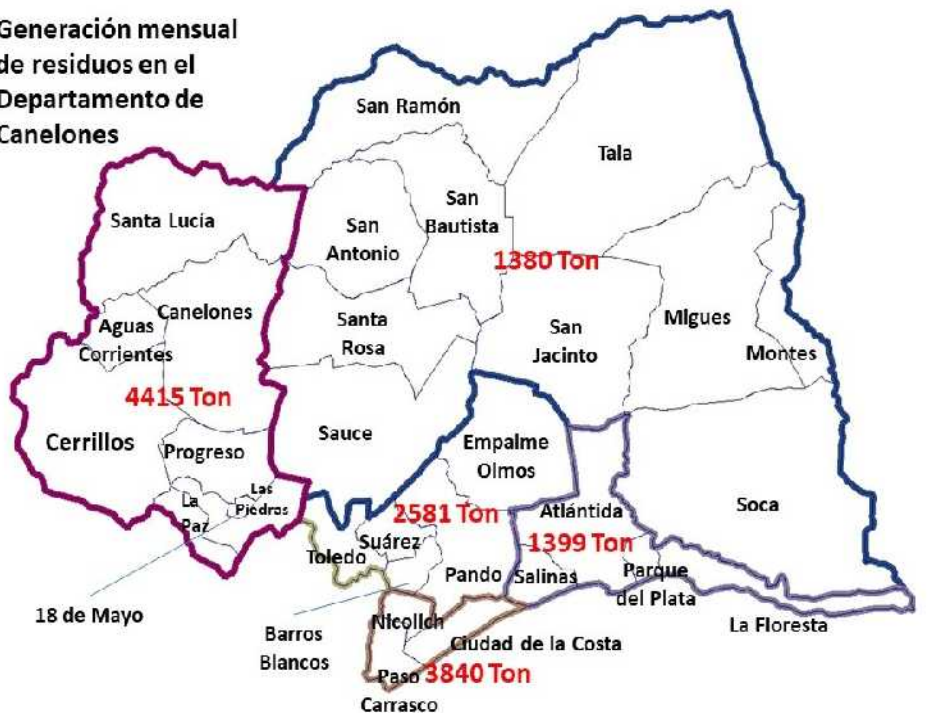 Generación mensual
de residuos en el
Departamento de
Canelones
San Ramón
Tala
Santa Lucía
San
Bautista
San
Antonio
1380 Ton
Canelones
Aguas
Corrientes
Santa
Rosa
San
Jacinto
MIgues
Montes
4415 Ton
Cerrillos
Progreso
Sauce
Empalme
Olmos
Las
Piedras
La
Paz
Soca
2581 Ton
Atlántida
Suárez
1399 Ton
Toledo
Pando
Salinas
Parque
del Plata
18 de Mayo
Nicolich
La Floresta
Barros
Blancos
Ciudad de la Costa
Paso
Carrasco
3840 Ton